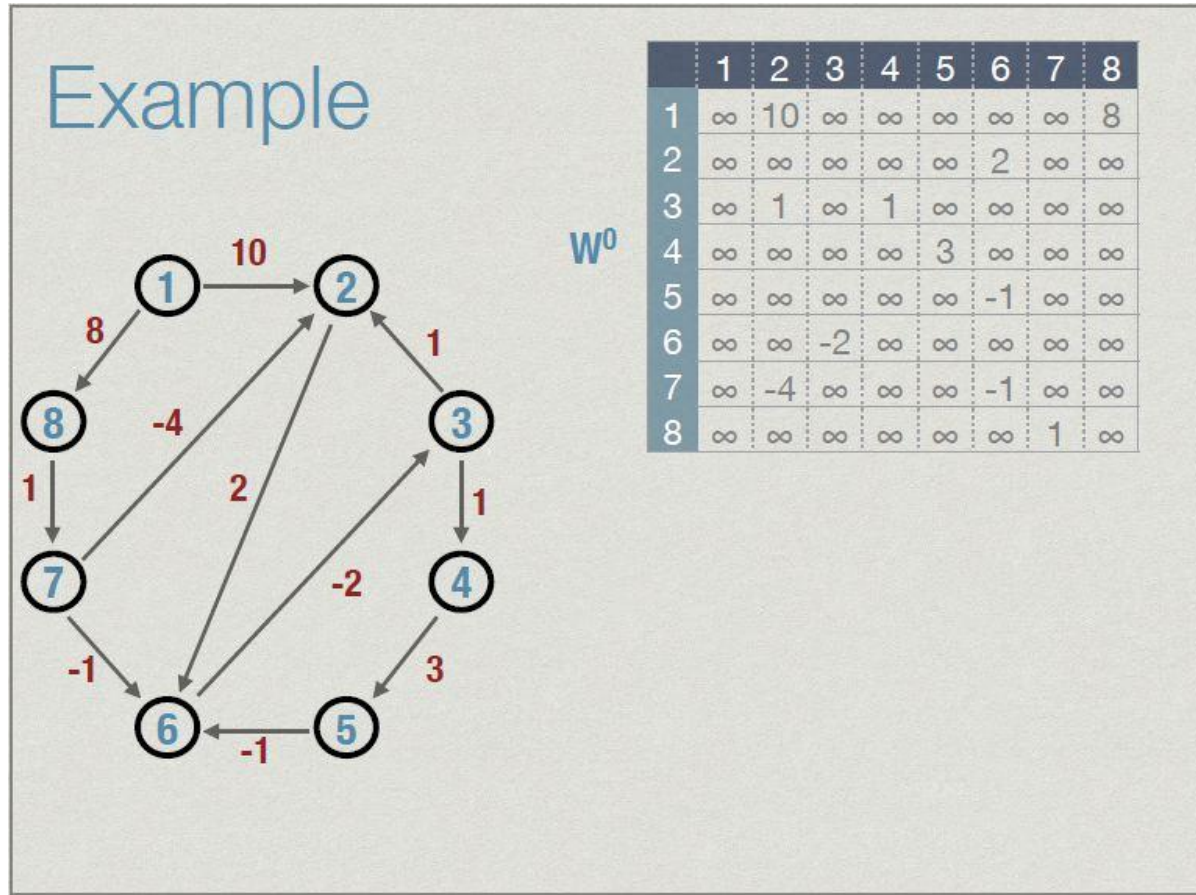 Example
1 2 3 4 5 6 7 8
1 ∞ 10 ∞ ∞ ∞ ∞ ∞ 8
2 ∞ ∞ ∞ ∞ ∞ 2 ∞ ∞
3 ∞ 1 ∞ 1 ∞ ∞ ∞ ∞
W⁰
4 ∞ ∞ ∞ ∞ 3 ∞ ∞ ∞
5 ∞ ∞ ∞ ∞ ∞ -1 ∞ ∞
6 ∞ ∞ -2 ∞ ∞ ∞ ∞ ∞
7 ∞ -4 ∞ ∞ ∞ -1 ∞ ∞
8 ∞ ∞ ∞ ∞ ∞ ∞ 1 ∞
10
1 2
8 1
8 -4 3
1 2 1
7 -2 4
-1 3
6 5
-1